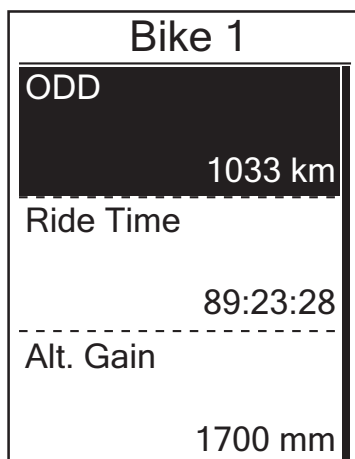 Bike 1
ODD
1033 km
Ride Time
89:23:28
Alt. Gain
1700 mm